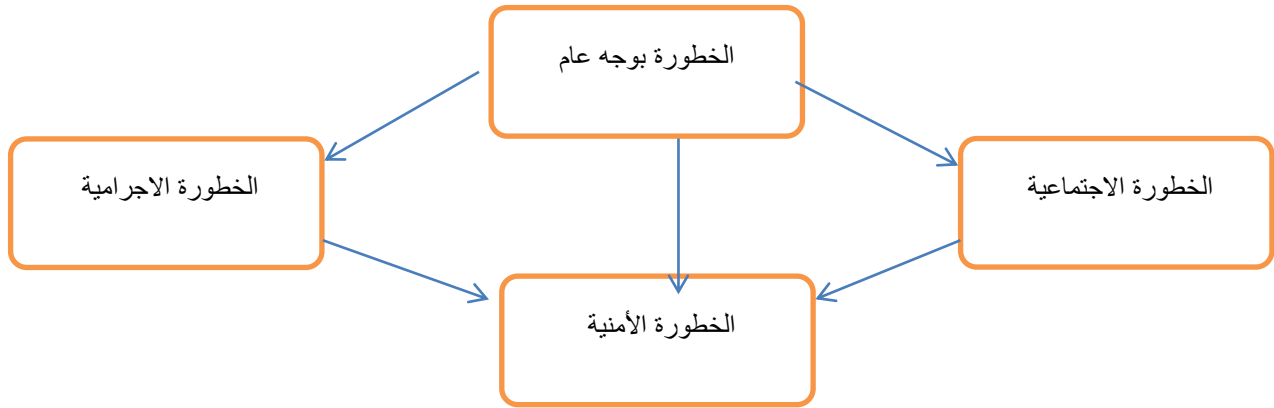 الخطورة بوجه عام
الخطورة الاجتماعية
الخطورة الاجرامية
الخطورة الأمنية